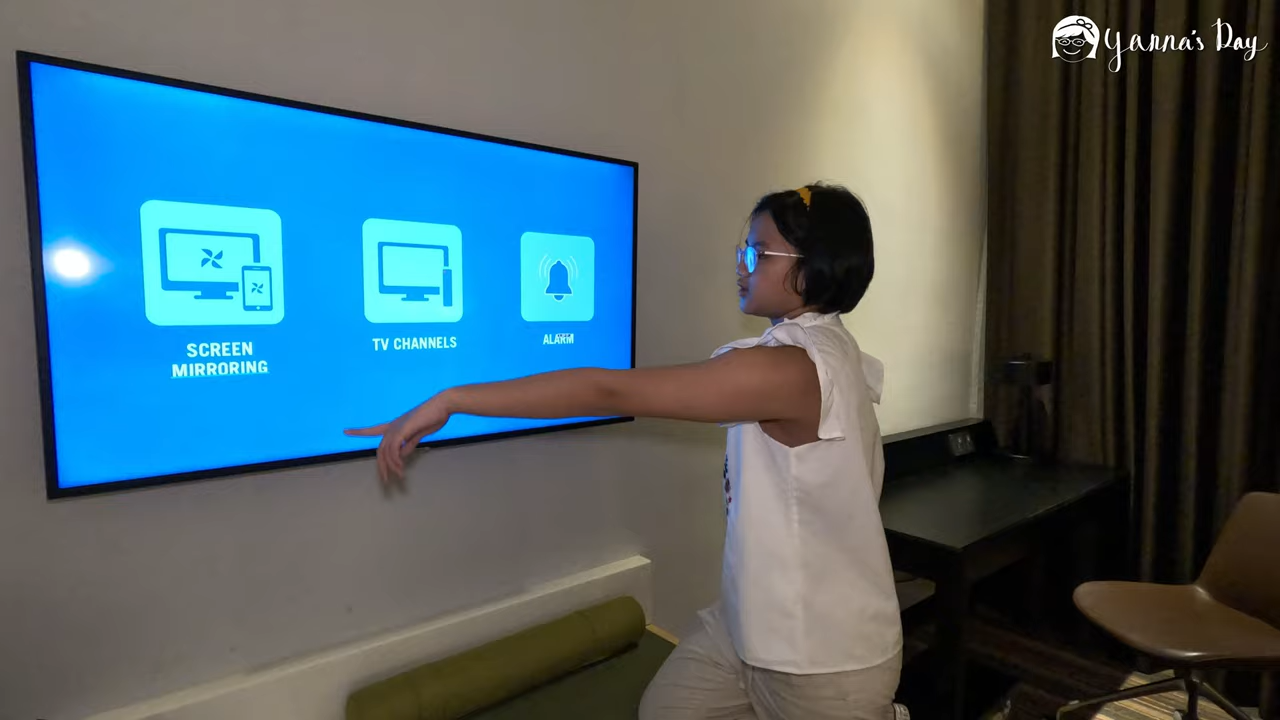 Yanna's Day
SCREEN
MIRRORING
TV CHANNELS
ALARM